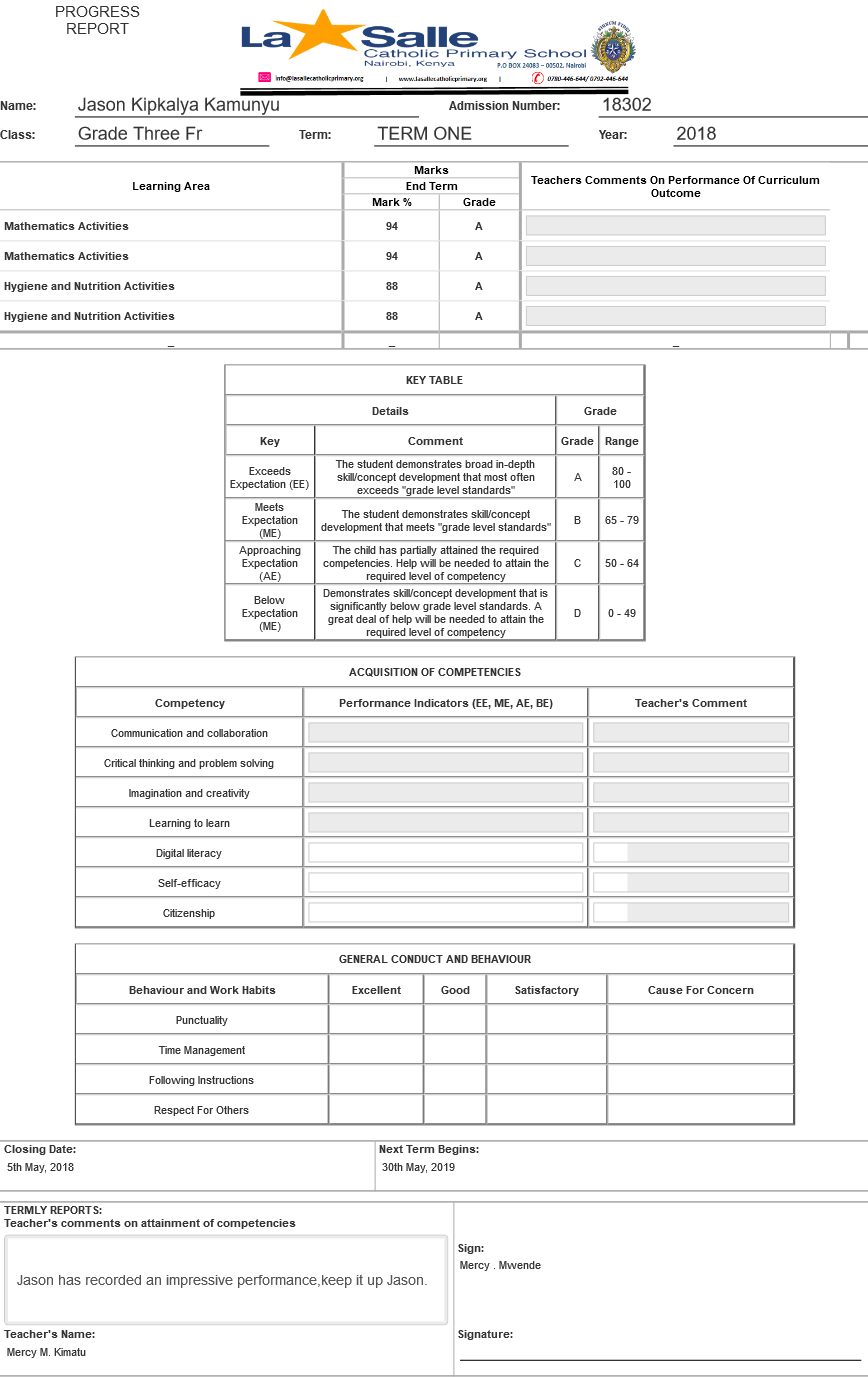 PROGRESS
REPORT
La Salle
Catholic Primary School
Nairobi, Kenya
P.O BOX 24083 – 00502, Nairobi
info@lasallecatholicprimary.org | www.lasallecatholicprimary.org | 0780-446-644/ 0792-446-644
Name: Jason Kipkalya Kamunyu Admission Number: 18302
Class: Grade Three Fr Term: TERM ONE Year: 2018
Learning Area Marks Teachers Comments On Performance Of Curriculum Outcome
End Term
Mark % Grade
Mathematics Activities 94 A
Mathematics Activities 94 A
Hygiene and Nutrition Activities 88 A
Hygiene and Nutrition Activities 88 A
_ _ _
KEY TABLE
Details Grade
Key Comment Grade Range
Exceeds Expectation (EE) The student demonstrates broad in-depth skill/concept development that most often exceeds "grade level standards" A 80 - 100
Meets Expectation (ME) The student demonstrates skill/concept development that meets "grade level standards" B 65 - 79
Approaching Expectation (AE) The child has partially attained the required competencies. Help will be needed to attain the required level of competency C 50 - 64
Below Expectation (ME) Demonstrates skill/concept development that is significantly below grade level standards. A great deal of help will be needed to attain the required level of competency D 0 - 49
ACQUISITION OF COMPETENCIES
Competency Performance Indicators (EE, ME, AE, BE) Teacher's Comment
Communication and collaboration
Critical thinking and problem solving
Imagination and creativity
Learning to learn
Digital literacy
Self-efficacy
Citizenship
GENERAL CONDUCT AND BEHAVIOUR
Behaviour and Work Habits Excellent Good Satisfactory Cause For Concern
Punctuality
Time Management
Following Instructions
Respect For Others
Closing Date: Next Term Begins:
5th May, 2018 30th May, 2019
TERMLY REPORTS:
Teacher's comments on attainment of competencies
Jason has recorded an impressive performance,keep it up Jason.
Sign:
Mercy . Mwende
Teacher's Name: Signature:
Mercy M. Kimatu